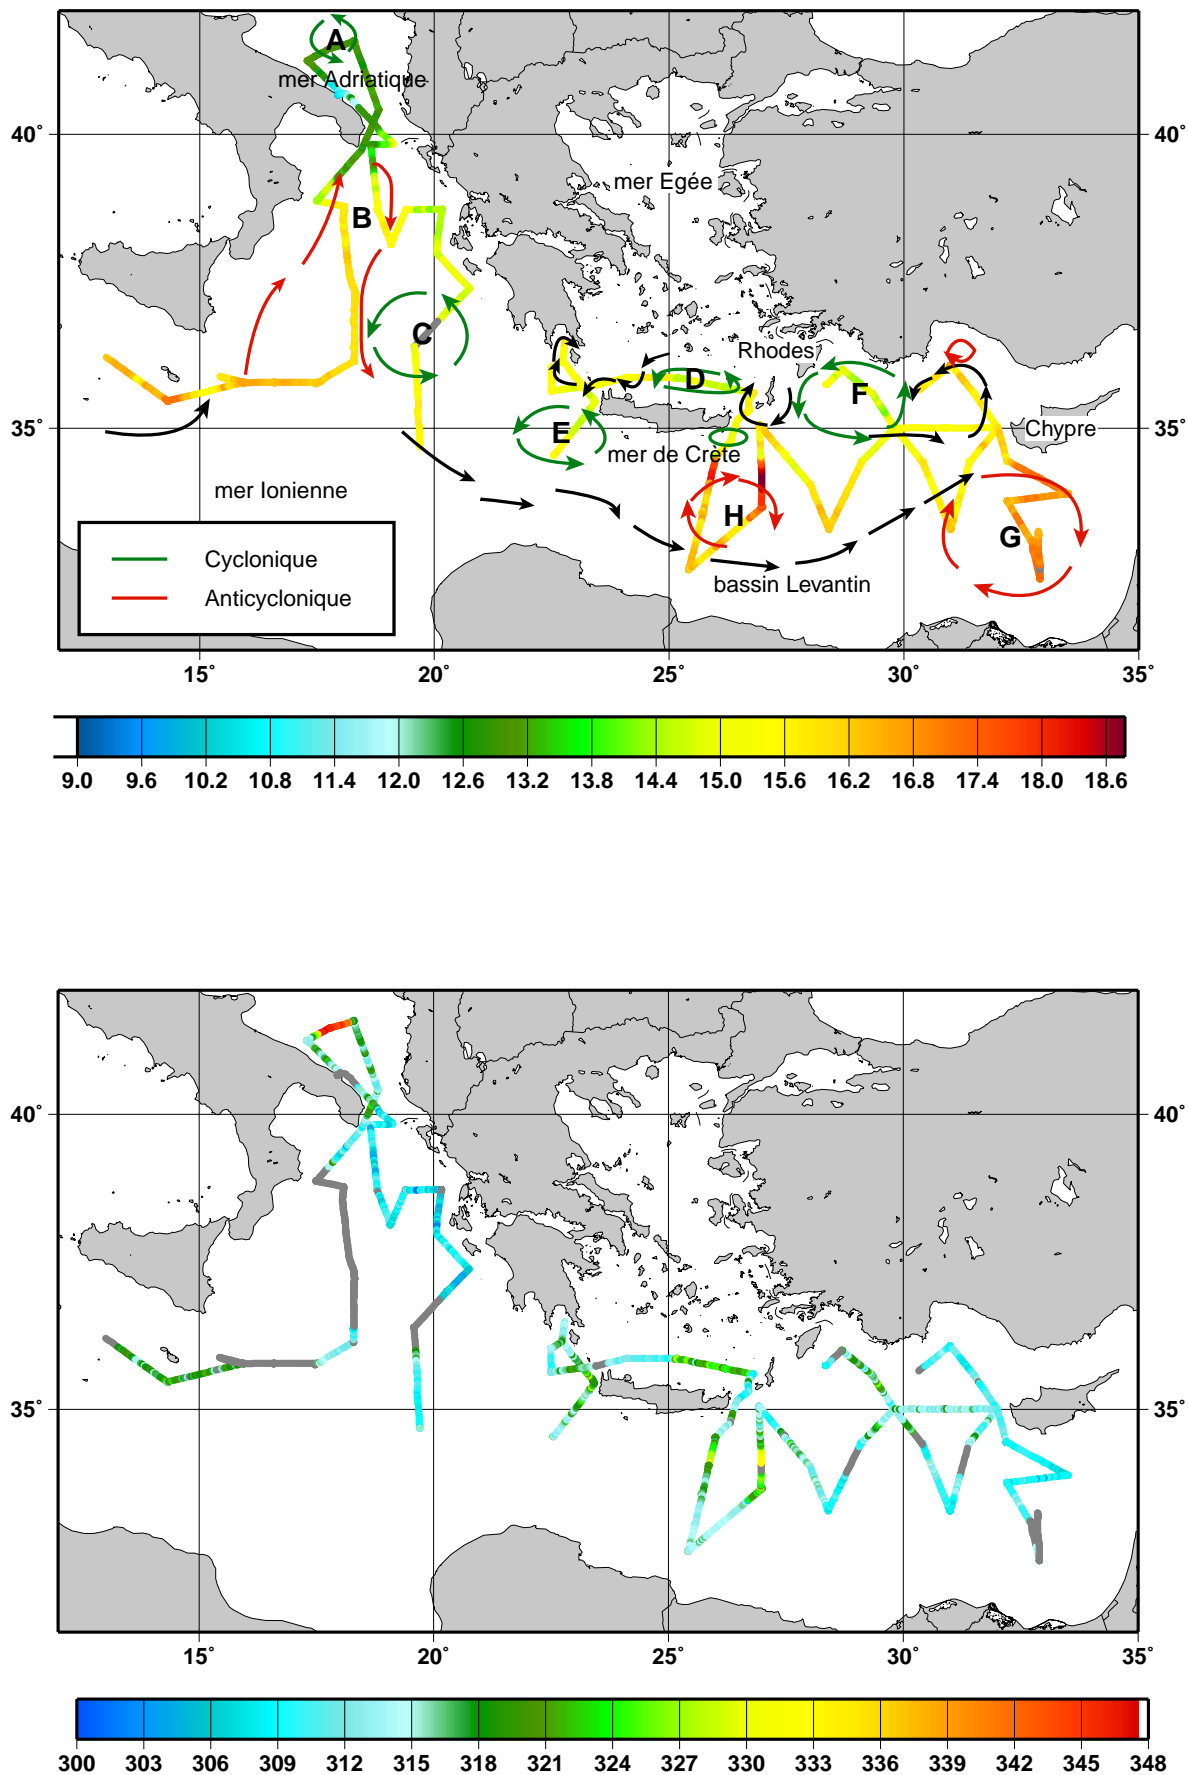 A
mer Adriatique
40°
40°
mer Egée
B
C
Rhodes
D
F
35°
E
Chypre
35°
mer de Crète
mer Ionienne
H
G
Cyclonique
bassin Levantin
Anticyclonique
15° 20° 25° 30° 35°
9.0 9.6 10.2 10.8 11.4 12.0 12.6 13.2 13.8 14.4 15.0 15.6 16.2 16.8 17.4 18.0 18.6
40°
40°
35°
35°
15° 20° 25° 30° 35°
300 303 306 309 312 315 318 321 324 327 330 333 336 339 342 345 348